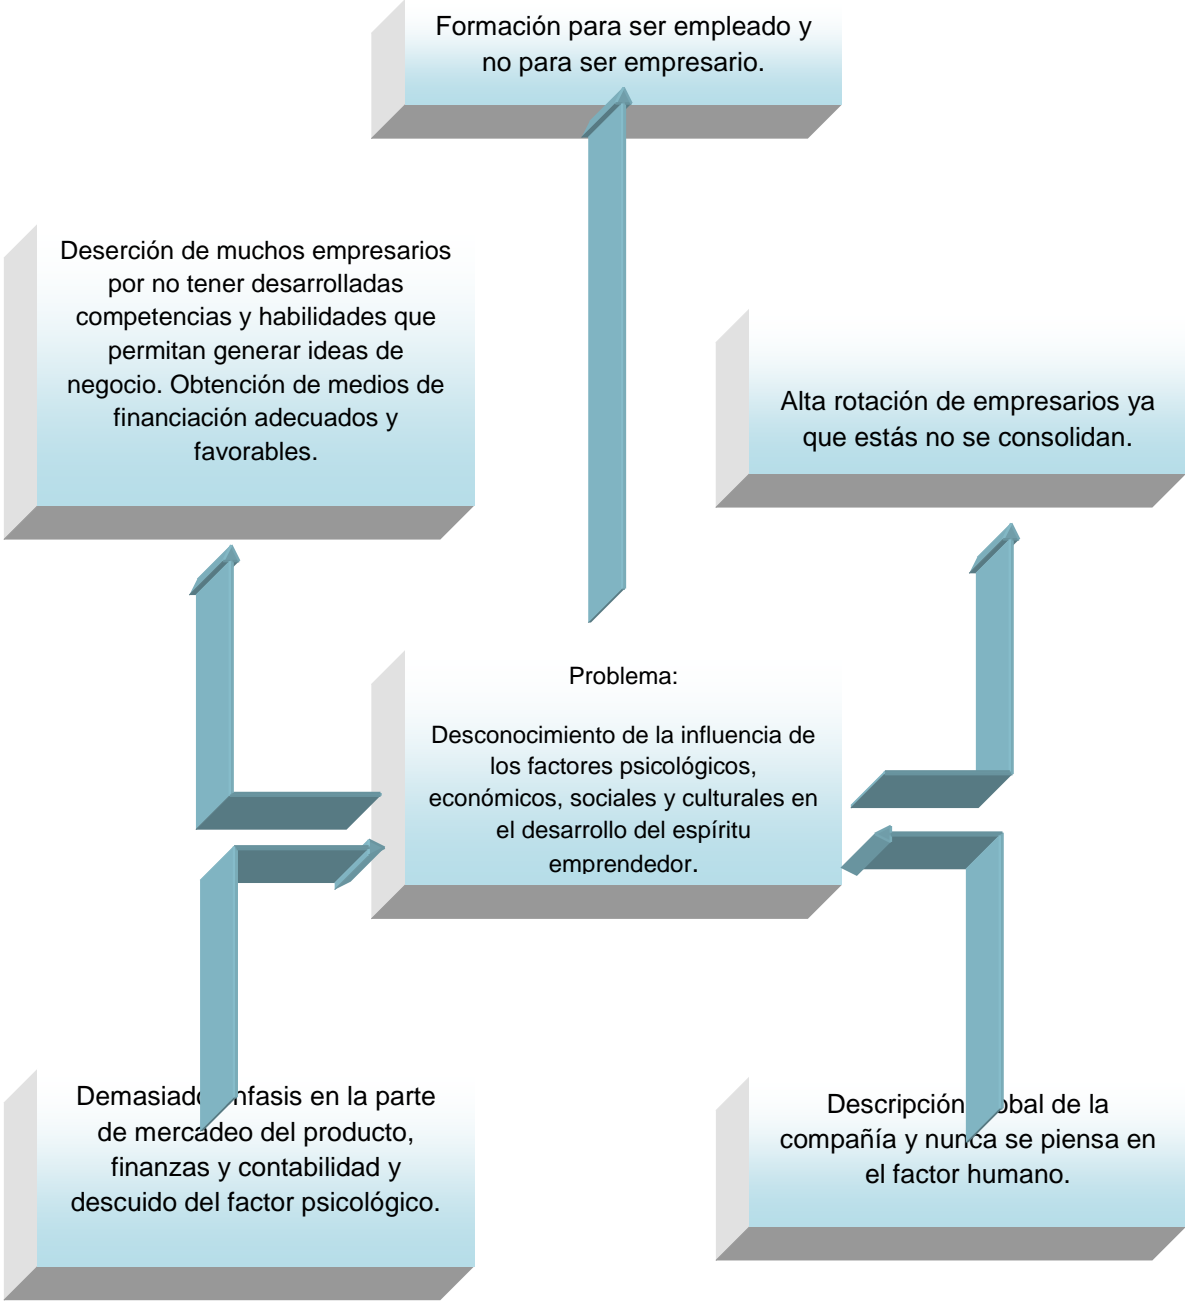 Formación para ser empleado y
no para ser empresario.
Deserción de muchos empresarios
por no tener desarrolladas
competencias y habilidades que
permitan generar ideas de
negocio. Obtención de medios de
financiación adecuados y
favorables.
Alta rotación de empresarios ya
que estás no se consolidan.
Problema:
Desconocimiento de la influencia de
los factores psicológicos,
económicos, sociales y culturales en
el desarrollo del espíritu
emprendedor.
Demasiado nfasis en la parte
de mercadeo del producto,
finanzas y contabilidad y
descuido del factor psicológico.
Descripción obal de la
compañía y nunca se piensa en
el factor humano.